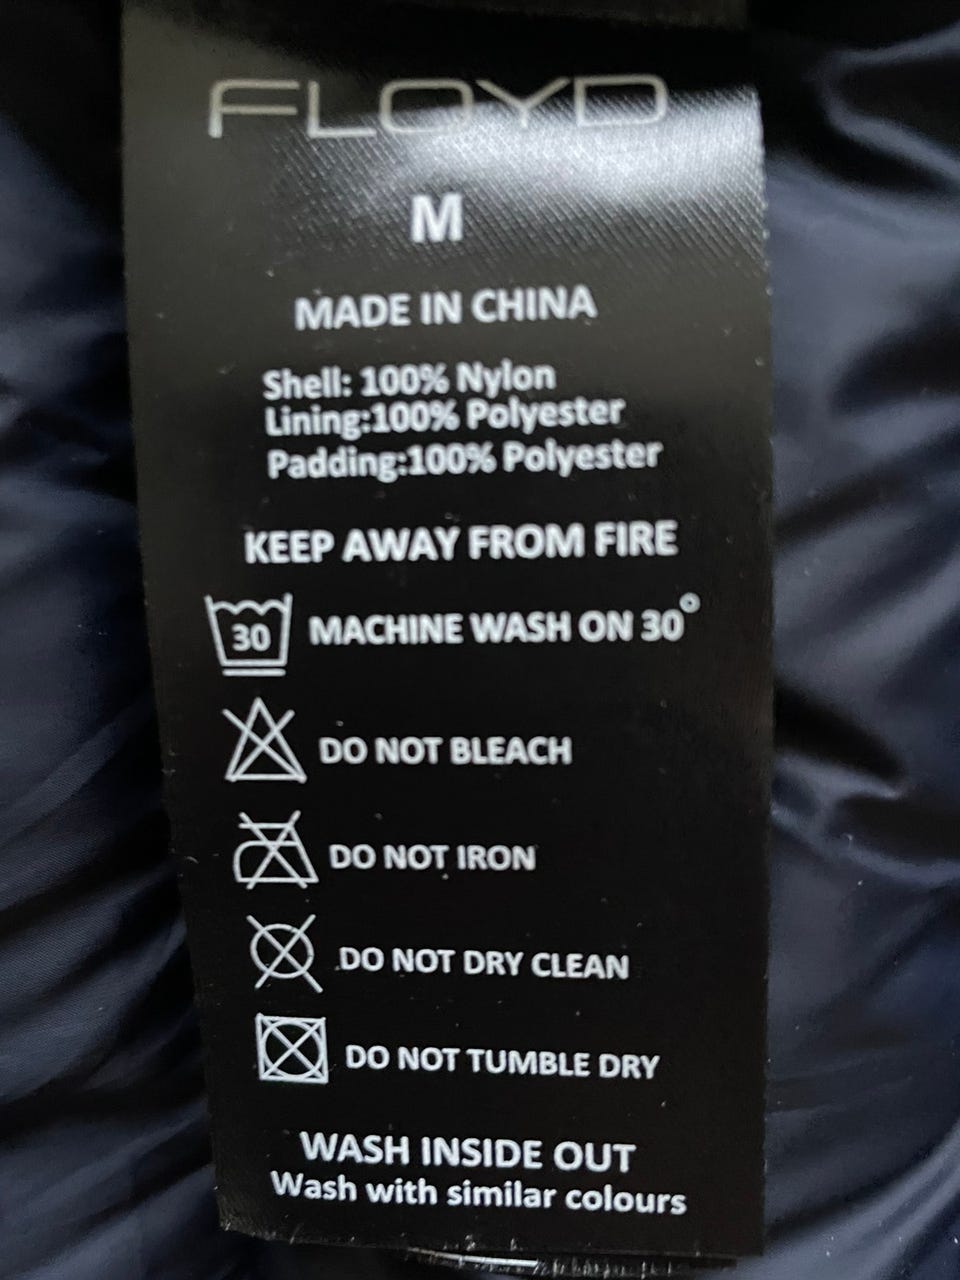 FLOYD
M
MADE IN CHINA
Shell: 100% Nylon
Lining:100% Polyester
Padding:100% Polyester
KEEP AWAY FROM FIRE
30 MACHINE WASH ON 30°
DO NOT BLEACH
DO NOT IRON
DO NOT DRY CLEAN
DO NOT TUMBLE DRY
WASH INSIDE OUT
Wash with similar colours